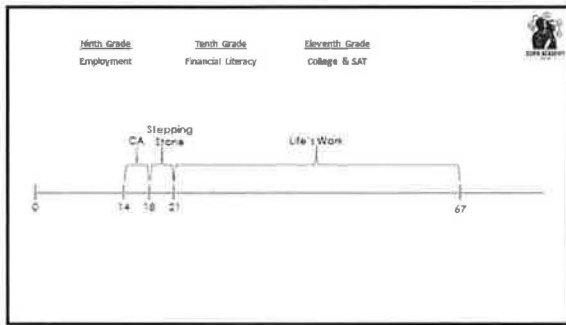 Ninth Grade Tenth Grade Eleventh Grade
Employment Financial Literacy College & SAT
Stepping
CA Stone Life's Work
0 14 18 21 67